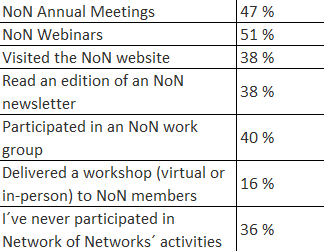 NoN Annual Meetings 47 %
NoN Webinars 51 %
Visited the NoN website 38 %
Read an edition of an NoN
newsletter 38 %
Participated in an NoN work
group 40 %
Delivered a workshop (virtual or
in-person) to NoN members 16 %
I´ve never participated in
Network of Networks´ activities 36 %